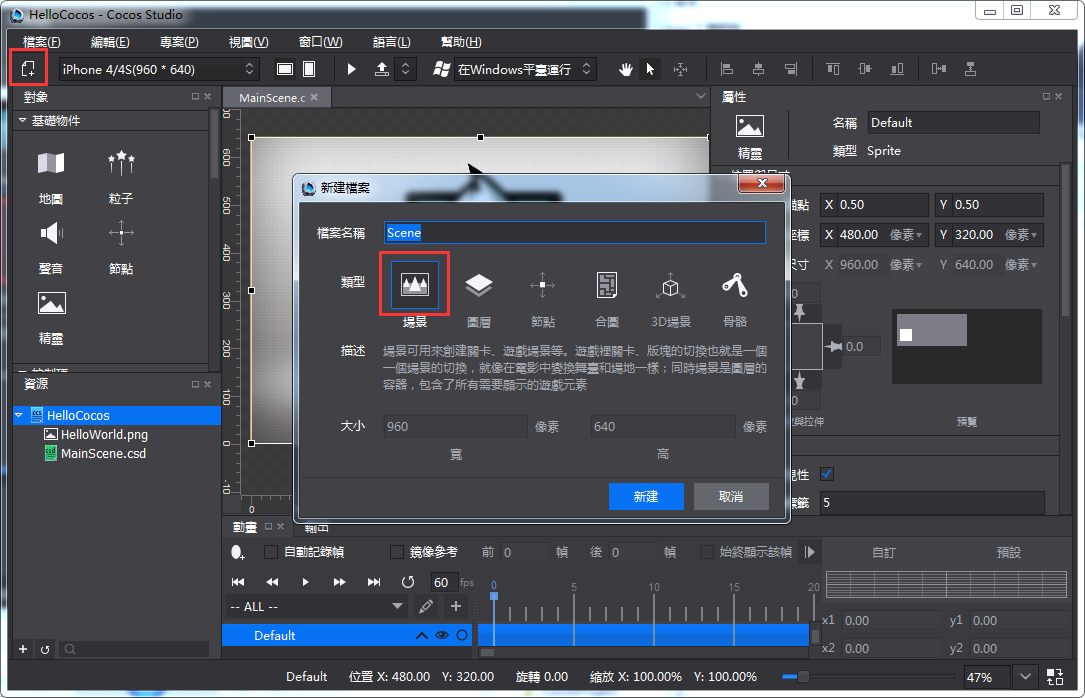 HelloCocos - Cocos Studio
檔案(F) 編輯(E) 專案(P) 視圖(V) 窗口(W) 語言(L) 幫助(H)
iPhone 4/4S(960 * 640) 在Windows平臺運行
對象
基礎物件
地圖 粒子
聲音 節點
精靈
資源
HelloCocos
HelloWorld.png
MainScene.csd
MainScene.c
600
500
400
300
200
100
0
-10
0
新建檔案
檔案名稱 Scene
類型
場景 圖層 節點 合圖 3D場景 骨骼
描述 場景可用來創建關卡、遊戲場景等。遊戲裡關卡、版塊的切換也就是一個
一個場景的切換，就像在電影中變換舞臺和場地一樣；同時場景是圖層的
容器，包含了所有需要顯示的遊戲元素
大小 960 像素 640 像素
寬 高
新建 取消
屬性
精靈
名稱 Default
類型 Sprite
X 0.50 Y 0.50
X 480.00 像素 Y 320.00 像素
X 960.00 像素 Y 640.00 像素
0
0.0
0
預覽
5
動畫 輸出
自動記錄幀 鏡像參考 前 0 幀 後 0 幀 始終顯示該幀 自訂 預設
60 fps
0 5 10 15 20
-- ALL --
Default
x1 0.00 y1 0.00
x2 0.00 y2 0.00
Default 位置 X: 480.00 Y: 320.00 旋轉 0.00 縮放 X: 100.00% Y: 100.00% 47%